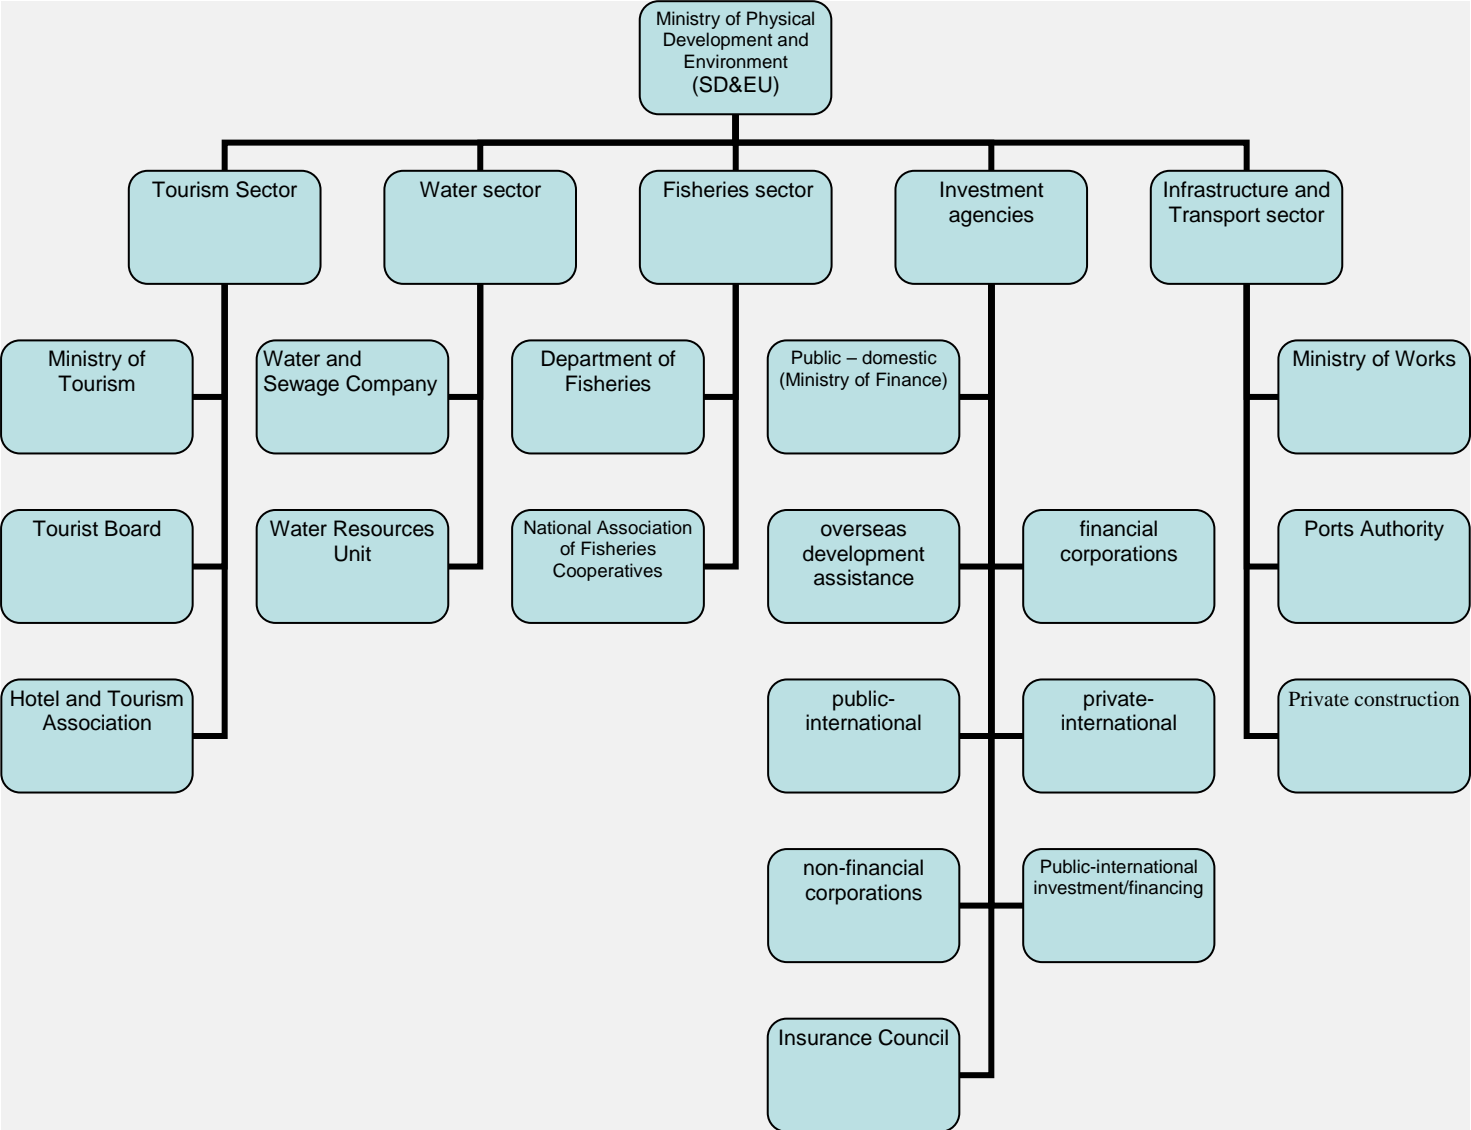 Ministry of Physical
Development and
Environment
(SD&EU)
Tourism Sector
Water sector
Fisheries sector
Investment
agencies
Infrastructure and
Transport sector
Ministry of
Tourism
Water and
Sewage Company
Department of
Fisheries
Public – domestic
(Ministry of Finance)
Ministry of Works
Tourist Board
Water Resources
Unit
National Association
of Fisheries
Cooperatives
overseas
development
assistance
financial
corporations
Ports Authority
Hotel and Tourism
Association
public-
international
private-
international
Private construction
non-financial
corporations
Public-international
investment/financing
Insurance Council